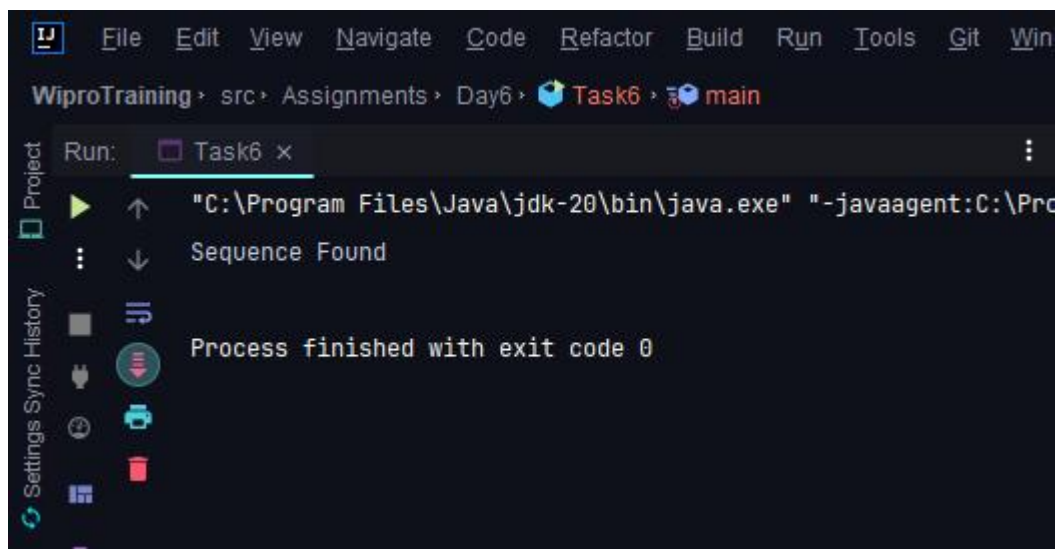 IJ File Edit View Navigate Code Refactor Build Run Tools Git Win
WiproTraining › src › Assignments › Day6 › Task6 › main
Project
Run: Task6 ×
"C:\Program Files\Java\jdk-20\bin\java.exe" "-javaagent:C:\Pro
Sequence Found
Process finished with exit code 0
Settings Sync History